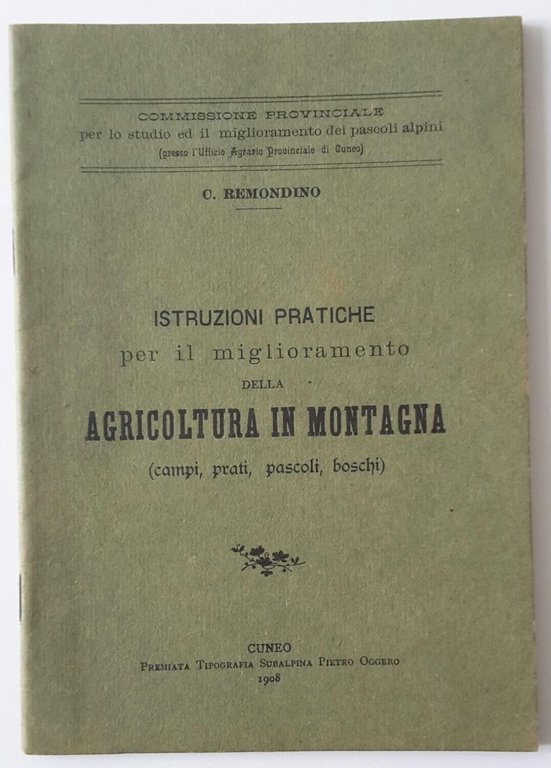 COMMISSIONE PROVINCIALE
per lo studio ed il miglioramento dei pascoli alpini
(presso l'Ufficio Agrario Provinciale di Cuneo)
C. REMONDINO
ISTRUZIONI PRATICHE
per il miglioramento
DELLA
AGRICOLTURA IN MONTAGNA
(campi, prati, pascoli, boschi)
CUNEO
PREMIATA TIPOGRAFIA SUBALPINA PIETRO OGGERO
1908